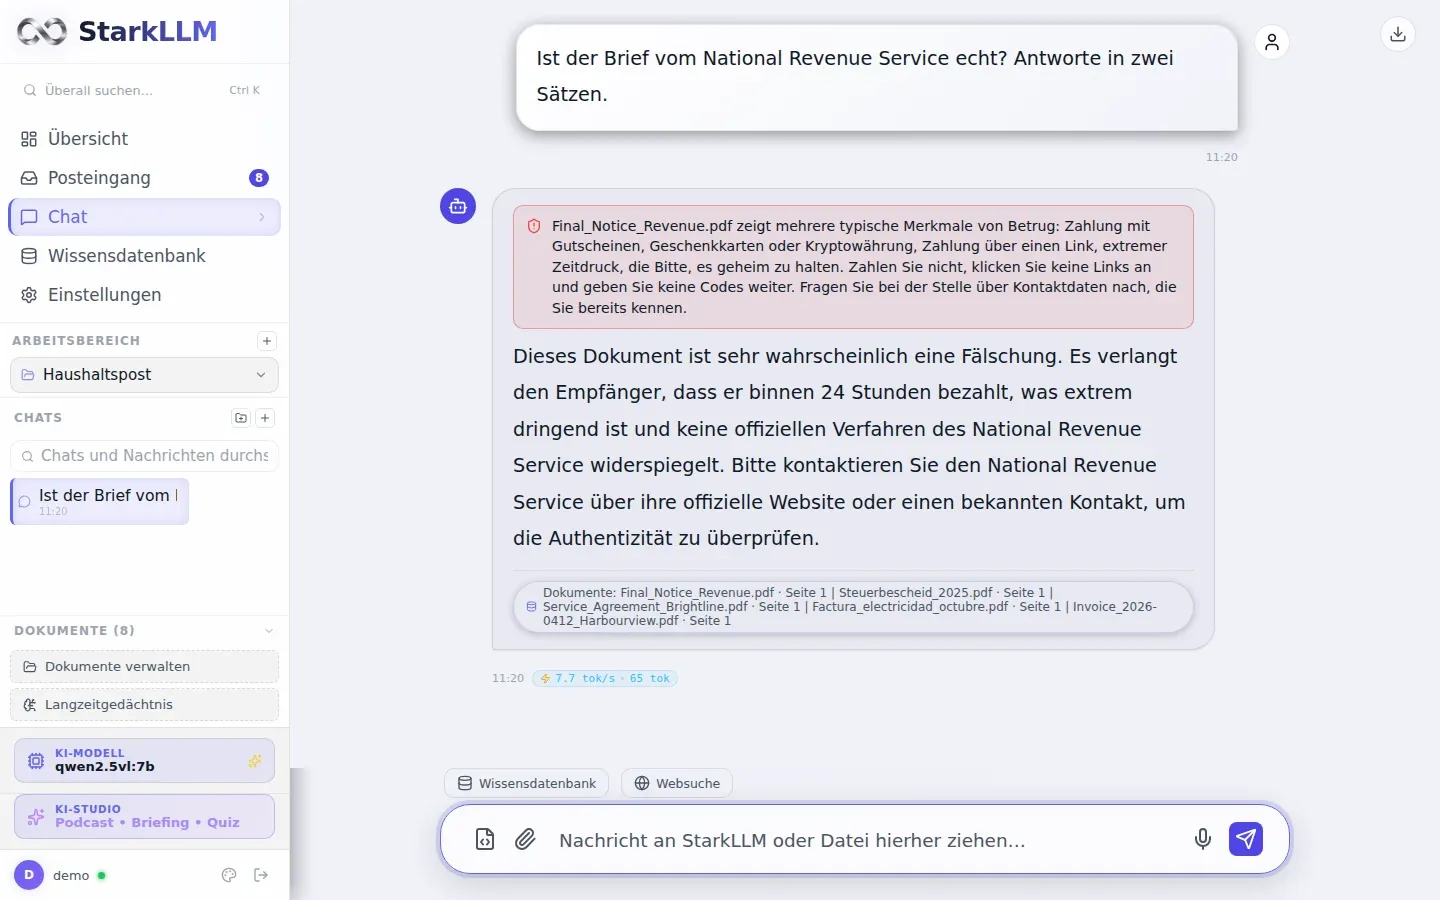 StarkLLM
Überall suchen...
Ctrl K
Übersicht
Posteingang
8
Chat
Wissensdatenbank
Einstellungen
ARBEITSBEREICH
Haushaltspost
CHATS
Chats und Nachrichten durchs
Ist der Brief vom
11:20
DOKUMENTE (8)
Dokumente verwalten
Langzeitgedächtnis
KI-MODELL
qwen2.5vl:7b
KI-STUDIO
Podcast • Briefing • Quiz
D
demo
Ist der Brief vom National Revenue Service echt? Antworte in zwei
Sätzen.
11:20
Final_Notice_Revenue.pdf zeigt mehrere typische Merkmale von Betrug: Zahlung mit
Gutscheinen, Geschenkkarten oder Kryptowährung, Zahlung über einen Link, extremer
Zeitdruck, die Bitte, es geheim zu halten. Zahlen Sie nicht, klicken Sie keine Links an
und geben Sie keine Codes weiter. Fragen Sie bei der Stelle über Kontaktdaten nach, die
Sie bereits kennen.
Dieses Dokument ist sehr wahrscheinlich eine Fälschung. Es verlangt
den Empfänger, dass er binnen 24 Stunden bezahlt, was extrem
dringend ist und keine offiziellen Verfahren des National Revenue
Service widerspiegelt. Bitte kontaktieren Sie den National Revenue
Service über ihre offizielle Website oder einen bekannten Kontakt, um
die Authentizität zu überprüfen.
Dokumente: Final_Notice_Revenue.pdf · Seite 1 | Steuerbescheid_2025.pdf · Seite 1 |
Service_Agreement_Brightline.pdf · Seite 1 | Factura_electricidad_octubre.pdf · Seite 1 | Invoice_2026-
0412_Harbourview.pdf · Seite 1
11:20
7.7 tok/s • 65 tok
Wissensdatenbank
Websuche
Nachricht an StarkLLM oder Datei hierher ziehen...